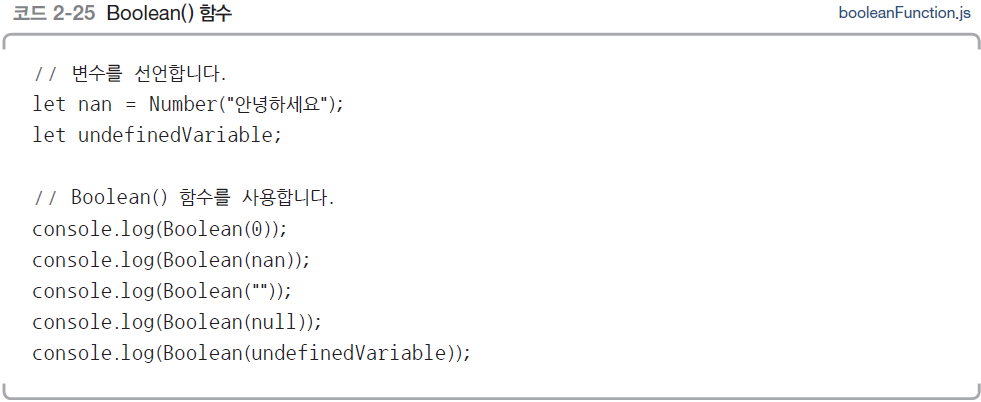 코드 2-25 Boolean() 함수 booleanFunction.js
// 변수를 선언합니다.
let nan = Number("안녕하세요");
let undefinedVariable;
// Boolean() 함수를 사용합니다.
console.log(Boolean(0));
console.log(Boolean(nan));
console.log(Boolean(""));
console.log(Boolean(null));
console.log(Boolean(undefinedVariable));